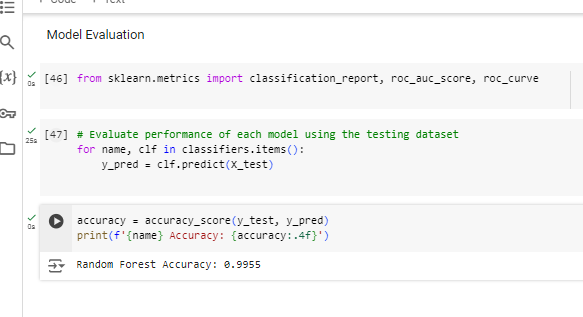 + Code + Text
Model Evaluation
{x}
[46] from sklearn.metrics import classification_report, roc_auc_score, roc_curve
0s
[47] # Evaluate performance of each model using the testing dataset
25s
for name, clf in classifiers.items():
y_pred = clf.predict(X_test)
accuracy = accuracy_score(y_test, y_pred)
0s
print(f'{name} Accuracy: {accuracy:.4f}')
Random Forest Accuracy: 0.9955